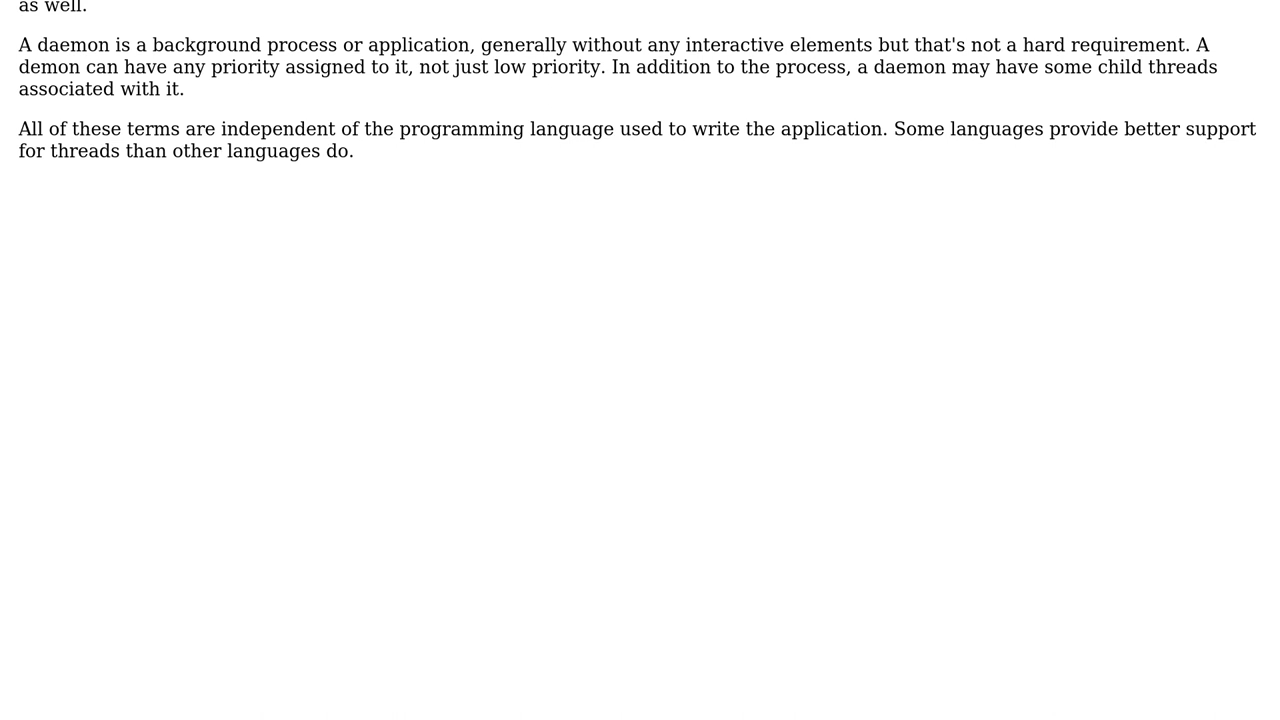 as well.
A daemon is a background process or application, generally without any interactive elements but that's not a hard requirement. A
demon can have any priority assigned to it, not just low priority. In addition to the process, a daemon may have some child threads
associated with it.
All of these terms are independent of the programming language used to write the application. Some languages provide better support
for threads than other languages do.